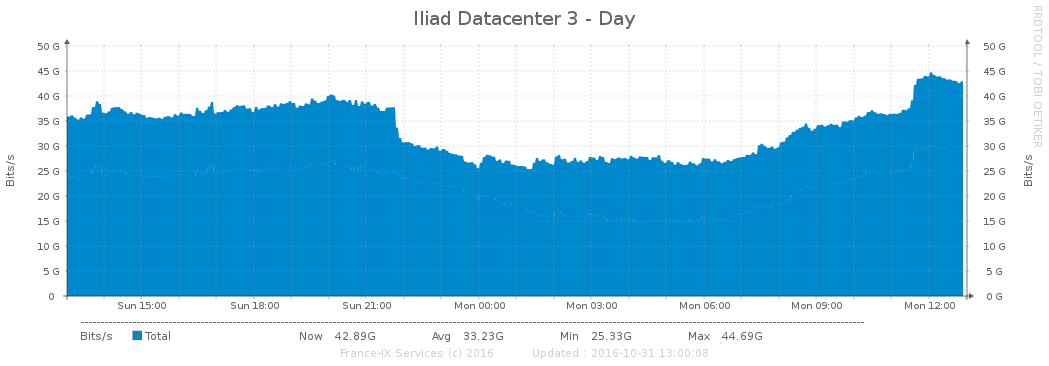 Iliad Datacenter 3 - Day
RRDTOOL / TOBI OETIKER
50 G 50 G
45 G 45 G
40 G 40 G
35 G 35 G
30 G 30 G
25 G 25 G
20 G 20 G
15 G 15 G
10 G 10 G
5 G 5 G
0 0 G
Bits/s Bits/s
Sun 15:00 Sun 18:00 Sun 21:00 Mon 00:00 Mon 03:00 Mon 06:00 Mon 09:00 Mon 12:00
Bits/s Total Now 42.89G Avg 33.23G Min 25.33G Max 44.69G
France-IX Services (c) 2016 Updated : 2016-10-31 13:00:08